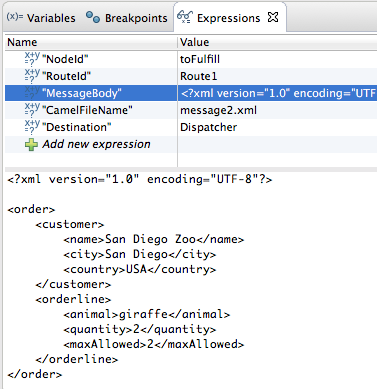 (x)= Variables Breakpoints Expressions
Name Value
"NodeId" toFulfill
"RouteId" Route1
"MessageBody" <?xml version="1.0" encoding="UTF
"CamelFileName" message2.xml
"Destination" Dispatcher
Add new expression
<?xml version="1.0" encoding="UTF-8"?>
<order>
<customer>
<name>San Diego Zoo</name>
<city>San Diego</city>
<country>USA</country>
</customer>
<orderline>
<animal>giraffe</animal>
<quantity>2</quantity>
<maxAllowed>2</maxAllowed>
</orderline>
</order>